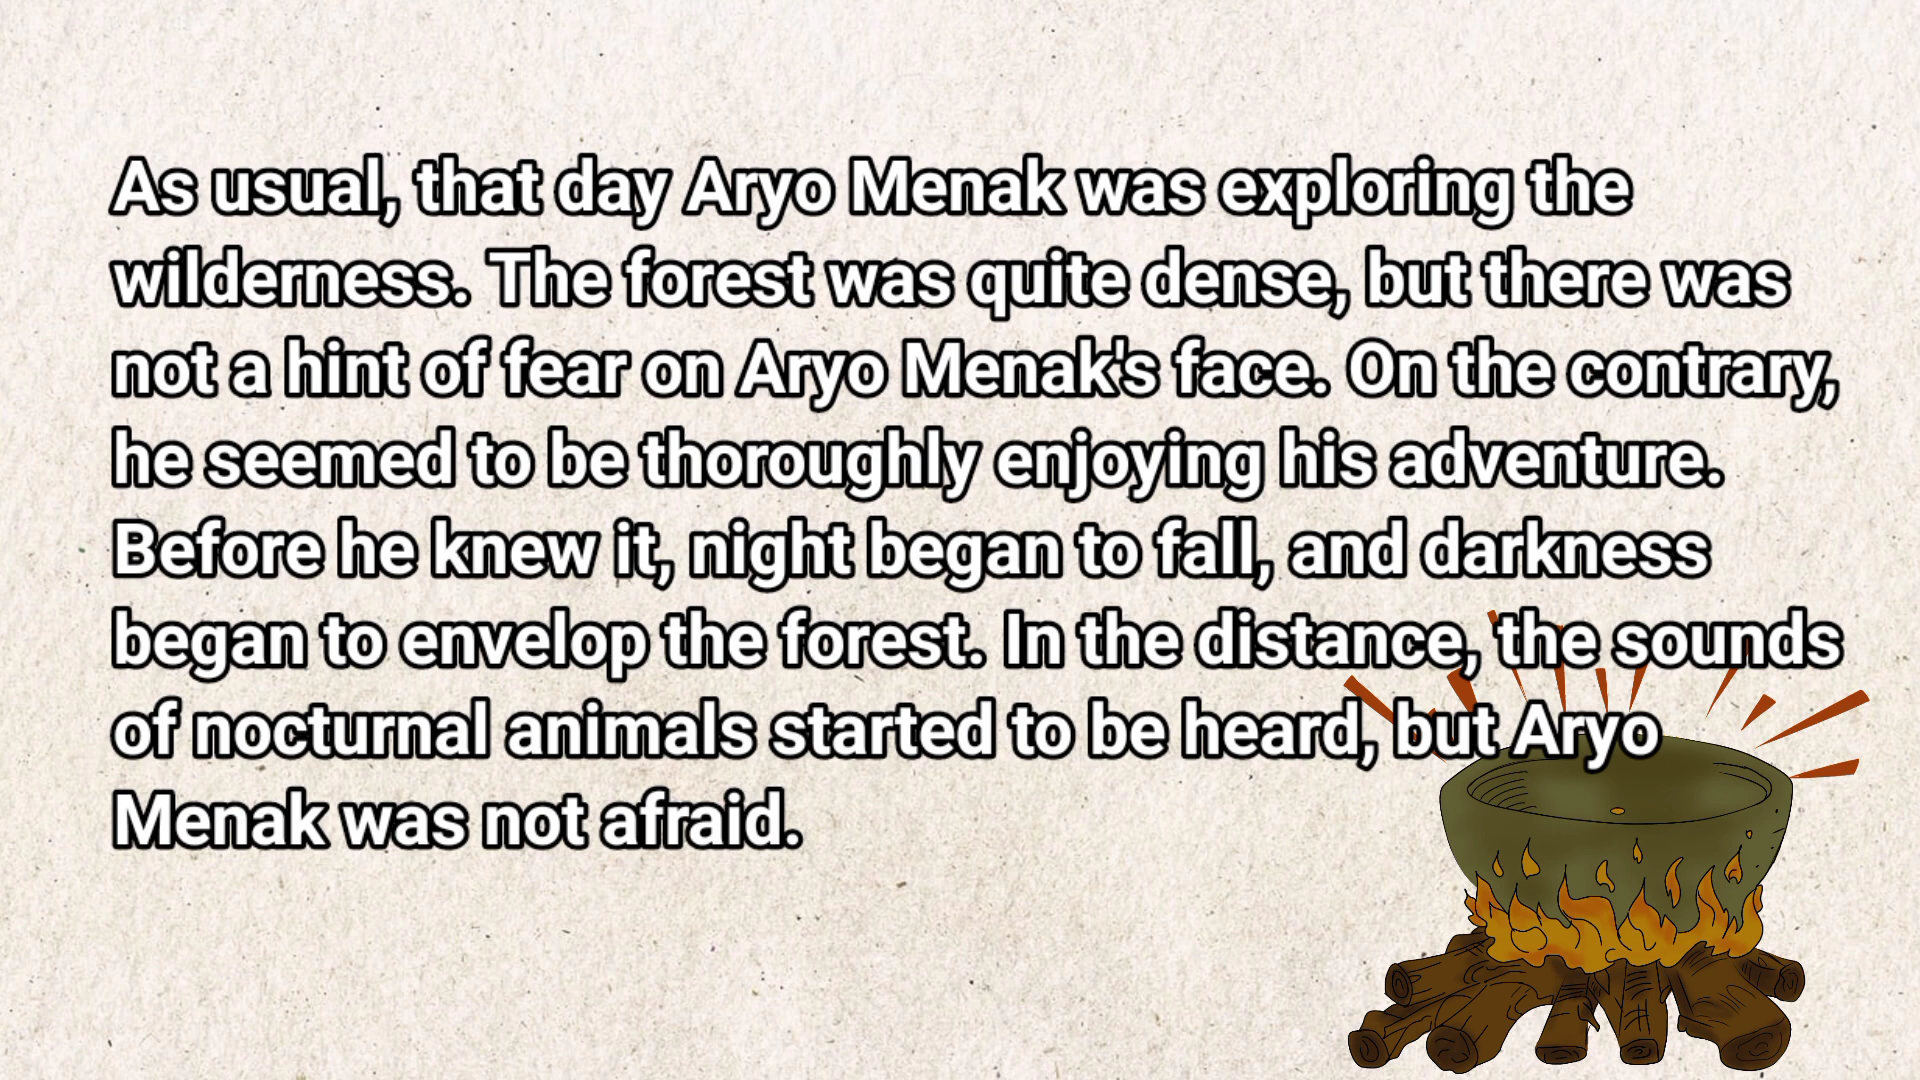 As usual, that day Aryo Menak was exploring the
wilderness. The forest was quite dense, but there was
not a hint of fear on Aryo Menak's face. On the contrary,
he seemed to be thoroughly enjoying his adventure.
Before he knew it, night began to fall, and darkness
began to envelop the forest. In the distance, the sounds
of nocturnal animals started to be heard, but Aryo
Menak was not afraid.